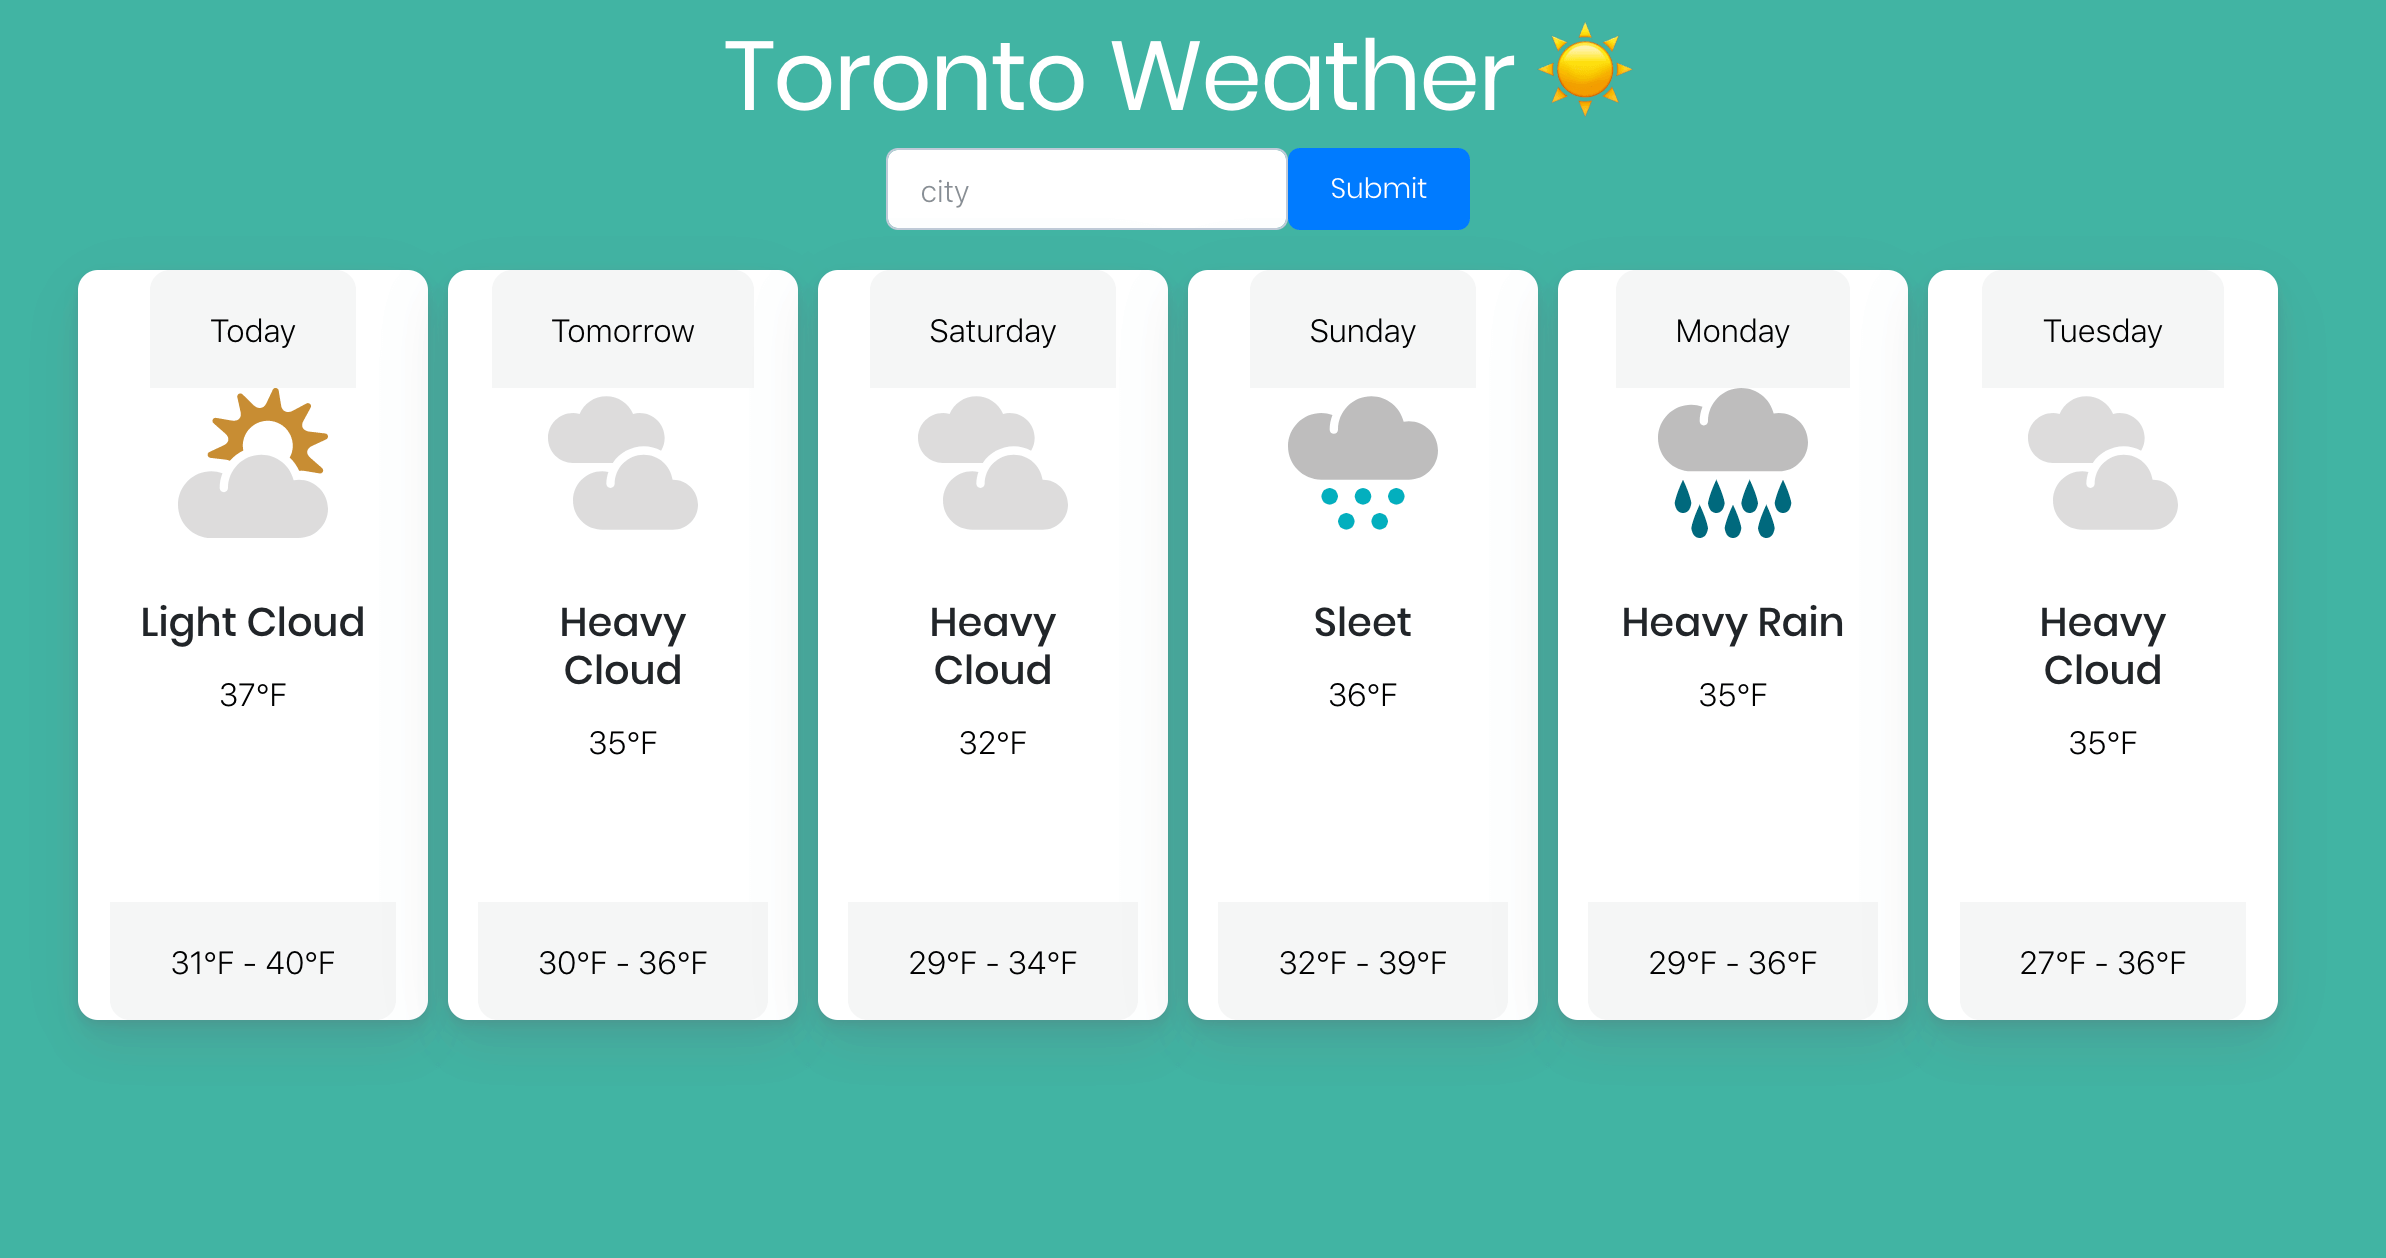 Toronto Weather
city
Submit
Today
Light Cloud
37°F
31°F - 40°F
Tomorrow
Heavy
Cloud
35°F
30°F - 36°F
Saturday
Heavy
Cloud
32°F
29°F - 34°F
Sunday
Sleet
36°F
32°F - 39°F
Monday
Heavy Rain
35°F
29°F - 36°F
Tuesday
Heavy
Cloud
35°F
27°F - 36°F